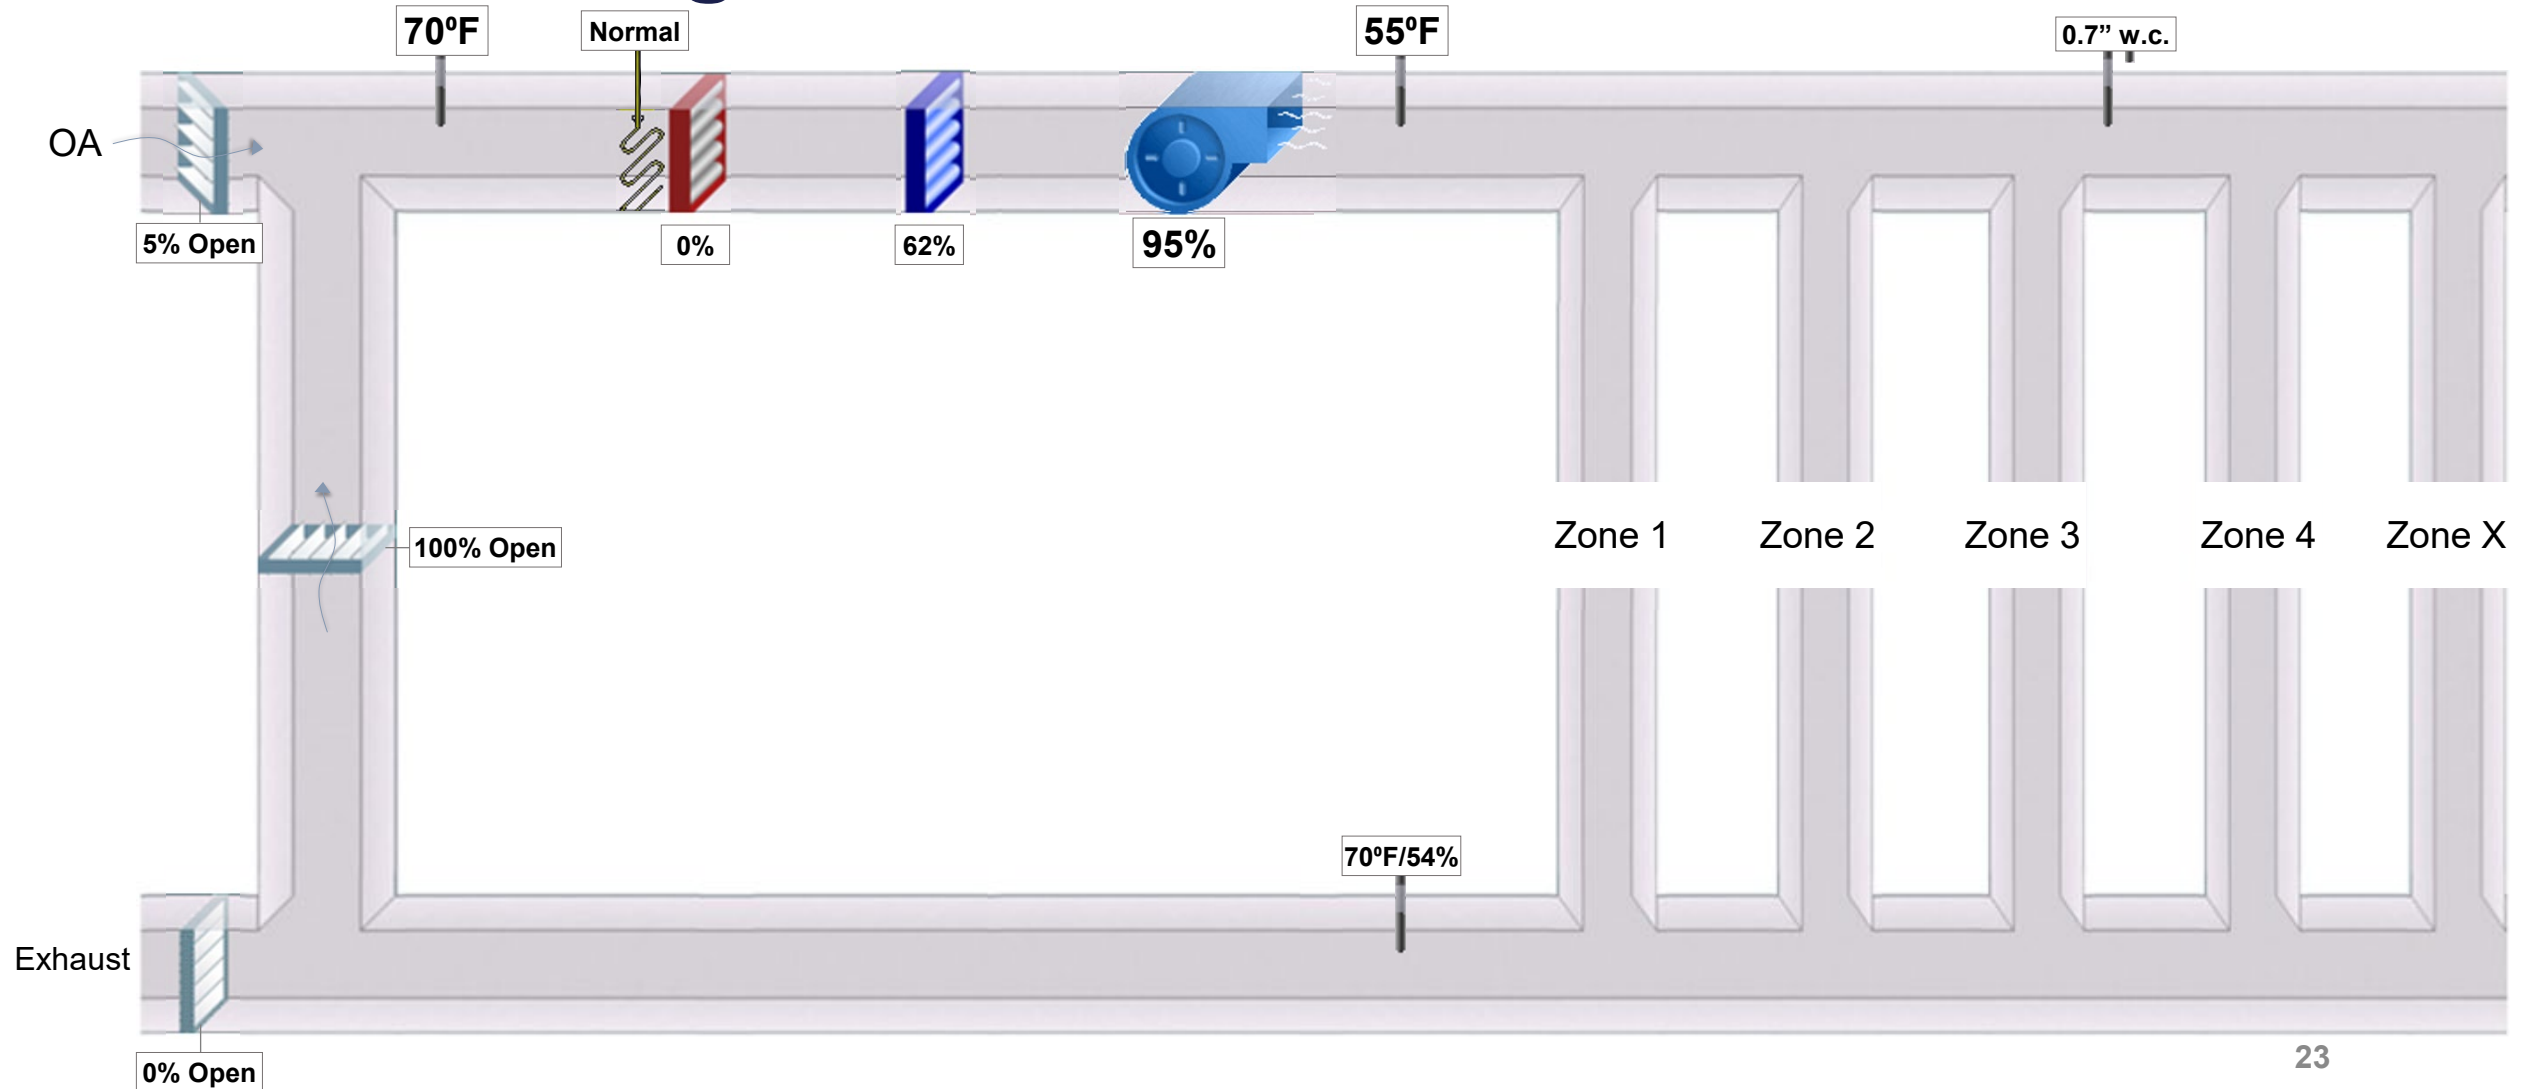 70ºF
Normal
55ºF
0.7” w.c.
OA
5% Open
0%
62%
95%
100% Open
Zone 1
Zone 2
Zone 3
Zone 4
Zone X
70ºF/54%
Exhaust
0% Open
23